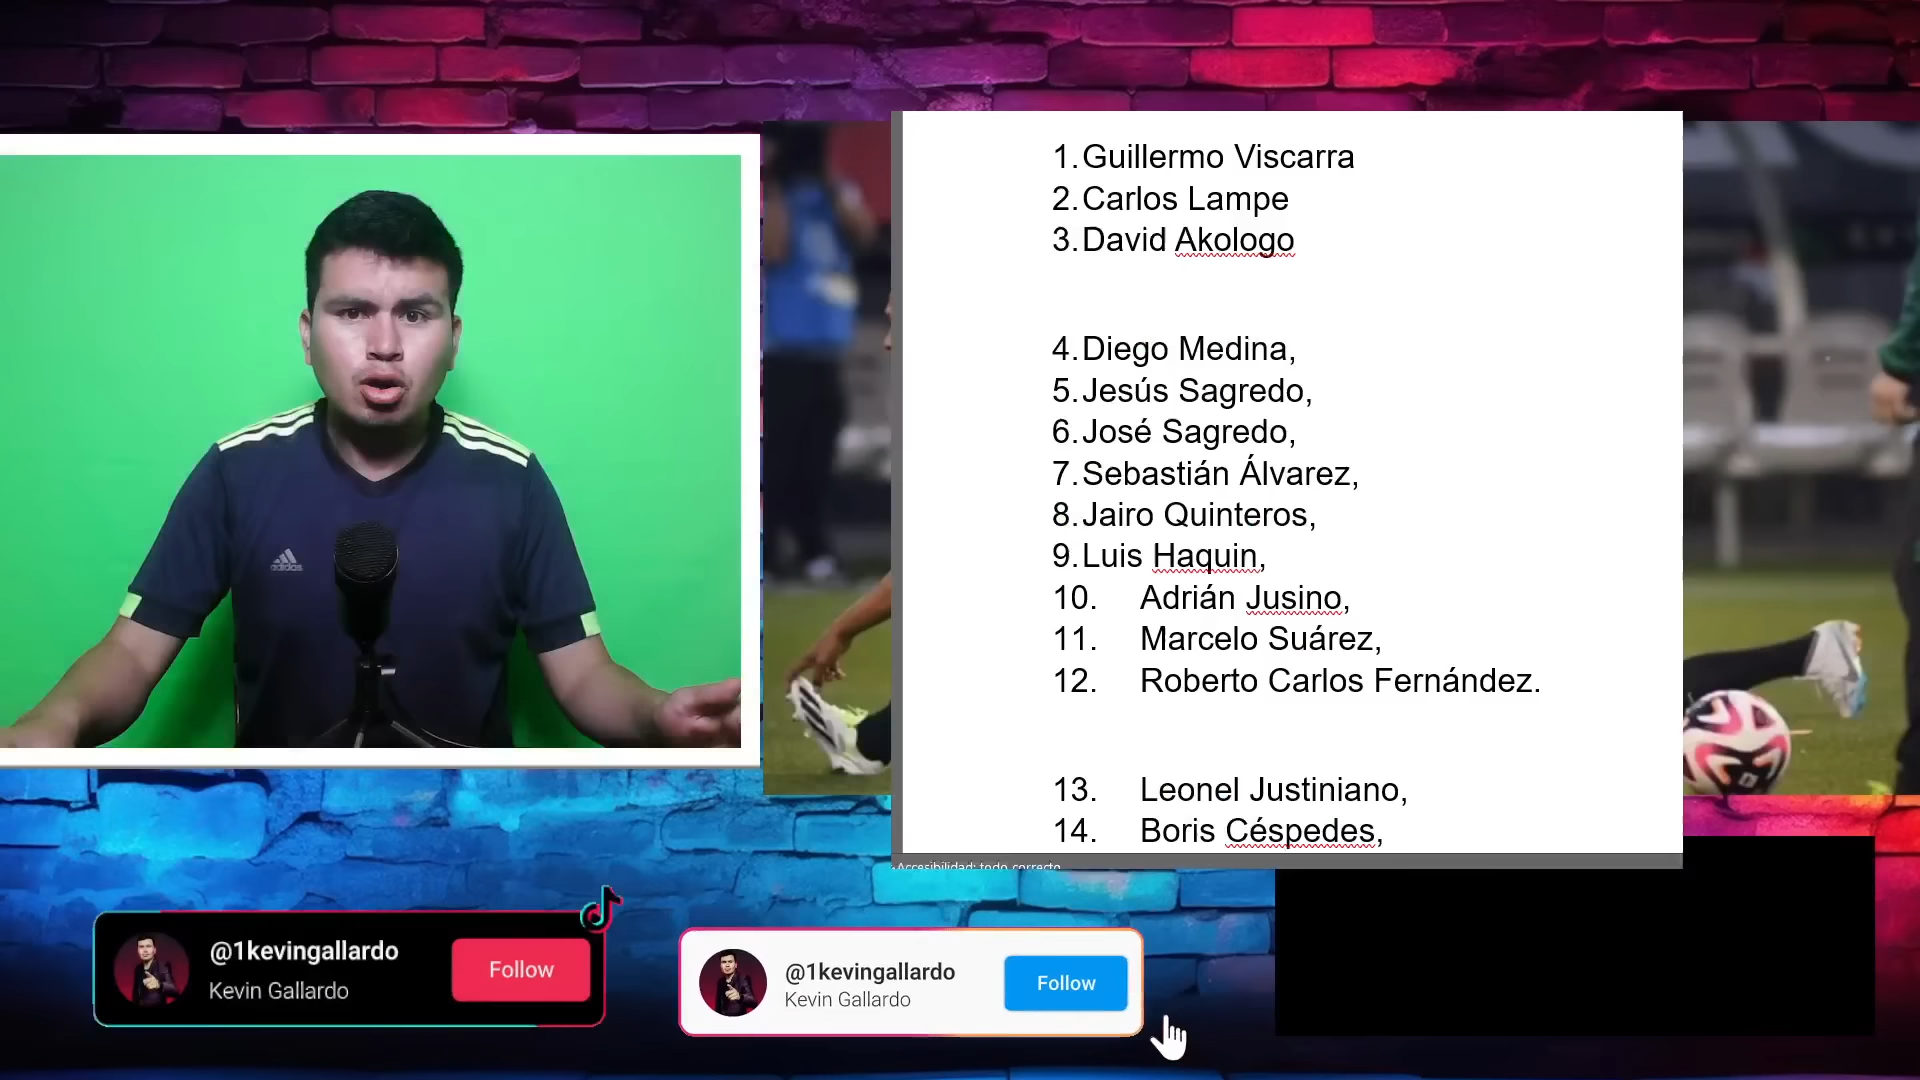 1. Guillermo Viscarra
2. Carlos Lampe
3. David Akologo
4. Diego Medina,
5. Jesús Sagredo,
6. José Sagredo,
7. Sebastián Álvarez,
8. Jairo Quinteros,
9. Luis Haquin,
10. Adrián Jusino,
11. Marcelo Suárez,
12. Roberto Carlos Fernández.
13. Leonel Justiniano,
14. Boris Céspedes,
Accesibilidad: todo correcto
adidas
@1kevingallardo
Kevin Gallardo
Follow
@1kevingallardo
Kevin Gallardo
Follow